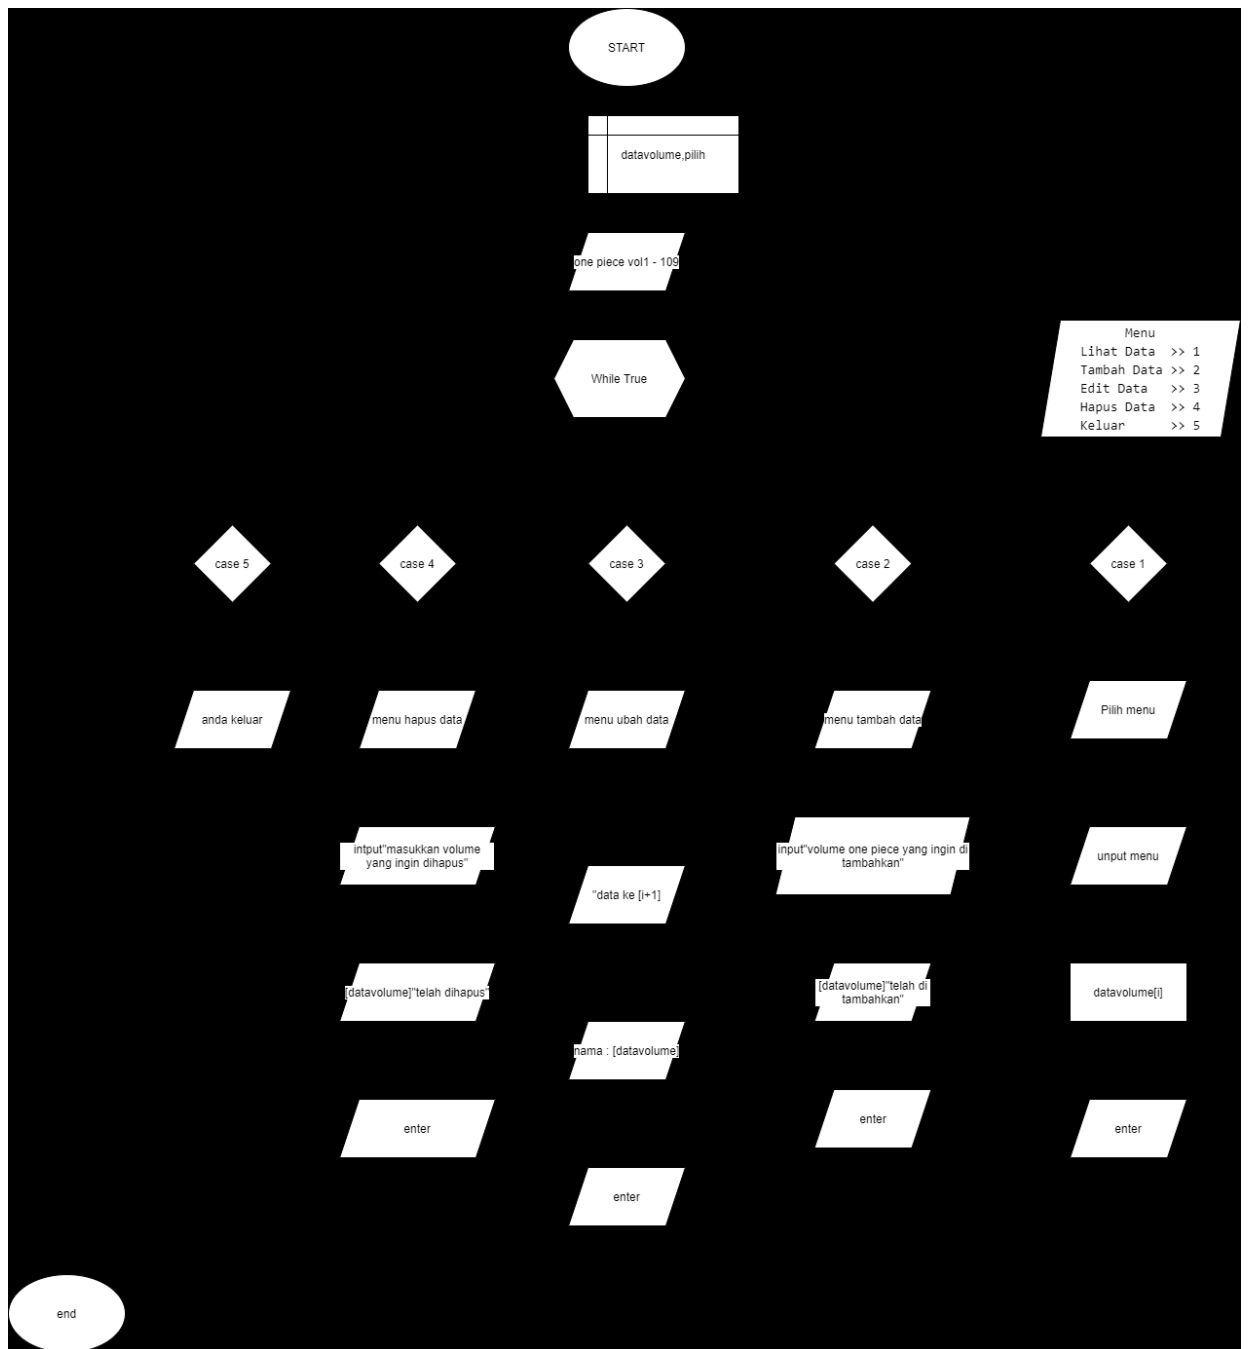 START
datavolume,pilih
one piece vol1 - 109
While True
Menu
Lihat Data >> 1
Tambah Data >> 2
Edit Data >> 3
Hapus Data >> 4
Keluar >> 5
case 5
case 4
case 3
case 2
case 1
anda keluar
menu hapus data
menu ubah data
menu tambah data
Pilih menu
intput"masukkan volume
yang ingin dihapus"
"data ke [i+1]
input"volume one piece yang ingin di
tambahkan"
unput menu
[datavolume]"telah dihapus"
nama : [datavolume]
[datavolume]"telah di
tambahkan"
datavolume[i]
enter
enter
enter
enter
end